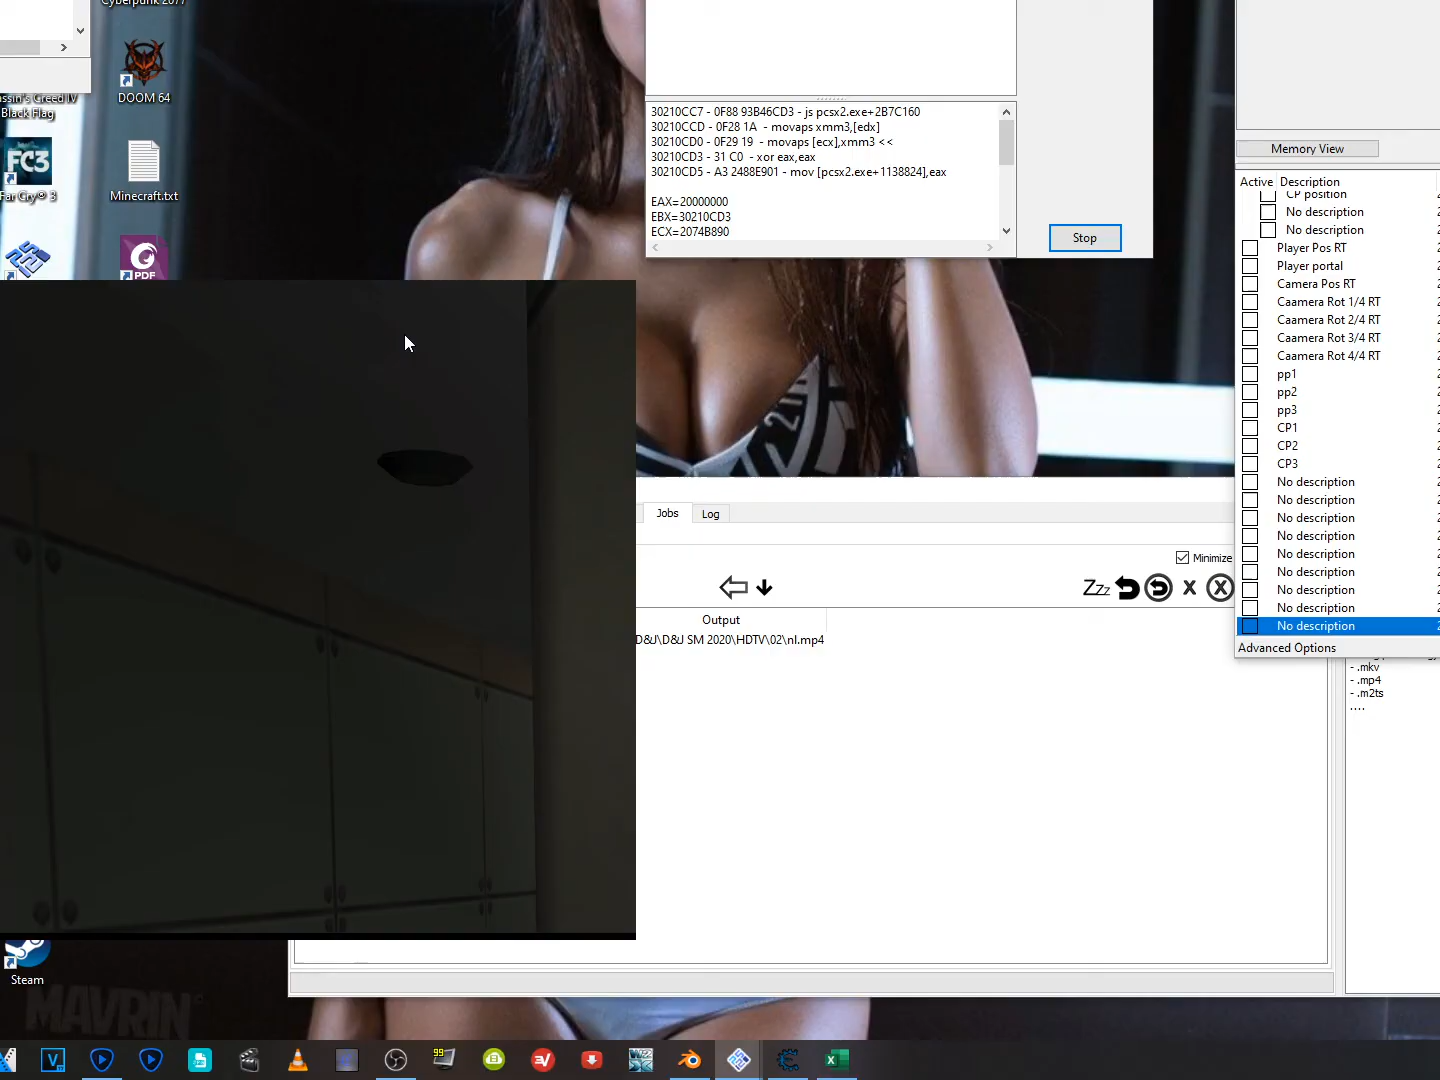 Cyberpunk 2077
DOOM 64
Black Flag
FC3
Far Cry® 3
Minecraft.txt
PDF
30210CC7 - 0F88 93B46CD3 - js pcsx2.exe+2B7C160
30210CCD - 0F28 1A - movaps xmm3,[edx]
30210CD0 - 0F29 19 - movaps [ecx],xmm3 <<
30210CD3 - 31 C0 - xor eax,eax
30210CD5 - A3 2488E901 - mov [pcsx2.exe+1138824],eax
EAX=20000000
EBX=30210CD3
ECX=2074B890
Stop
Memory View
Active Description
CP position
No description
No description
Player Pos RT
Player portal
Camera Pos RT
Caamera Rot 1/4 RT
Caamera Rot 2/4 RT
Caamera Rot 3/4 RT
Caamera Rot 4/4 RT
pp1
pp2
pp3
CP1
CP2
CP3
No description
No description
No description
No description
No description
No description
No description
No description
No description
Advanced Options
Jobs Log
Minimize
Zzz
X
Output
D&J\D&J SM 2020\HDTV\02\nl.mp4
- .mkv
- .mp4
- .m2ts
....
Steam
MAVRIN
99